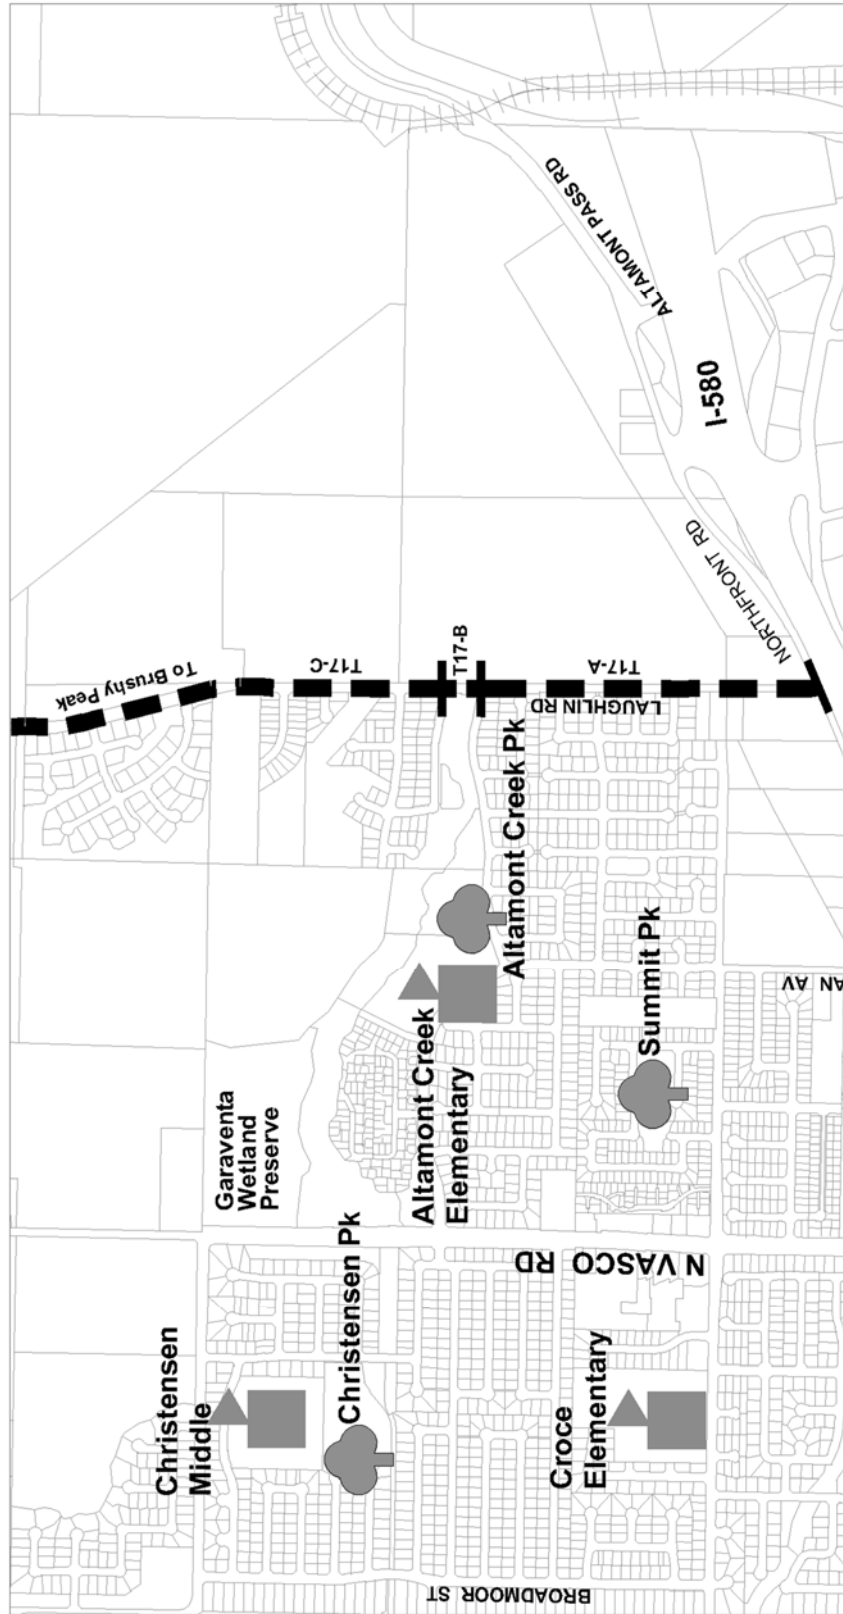 To Brushy Peak
T17-C
T17-B
T17-A
LAUGHLIN RD
ALTAMONT PASS RD
I-580
NORTHFRONT RD
Altamont Creek Pk
Altamont Creek
Elementary
Summit Pk
AN AV
Garaventa
Wetland
Preserve
N VASCO RD
Christensen Pk
Christensen
Middle
Croce
Elementary
BROADMOOR ST